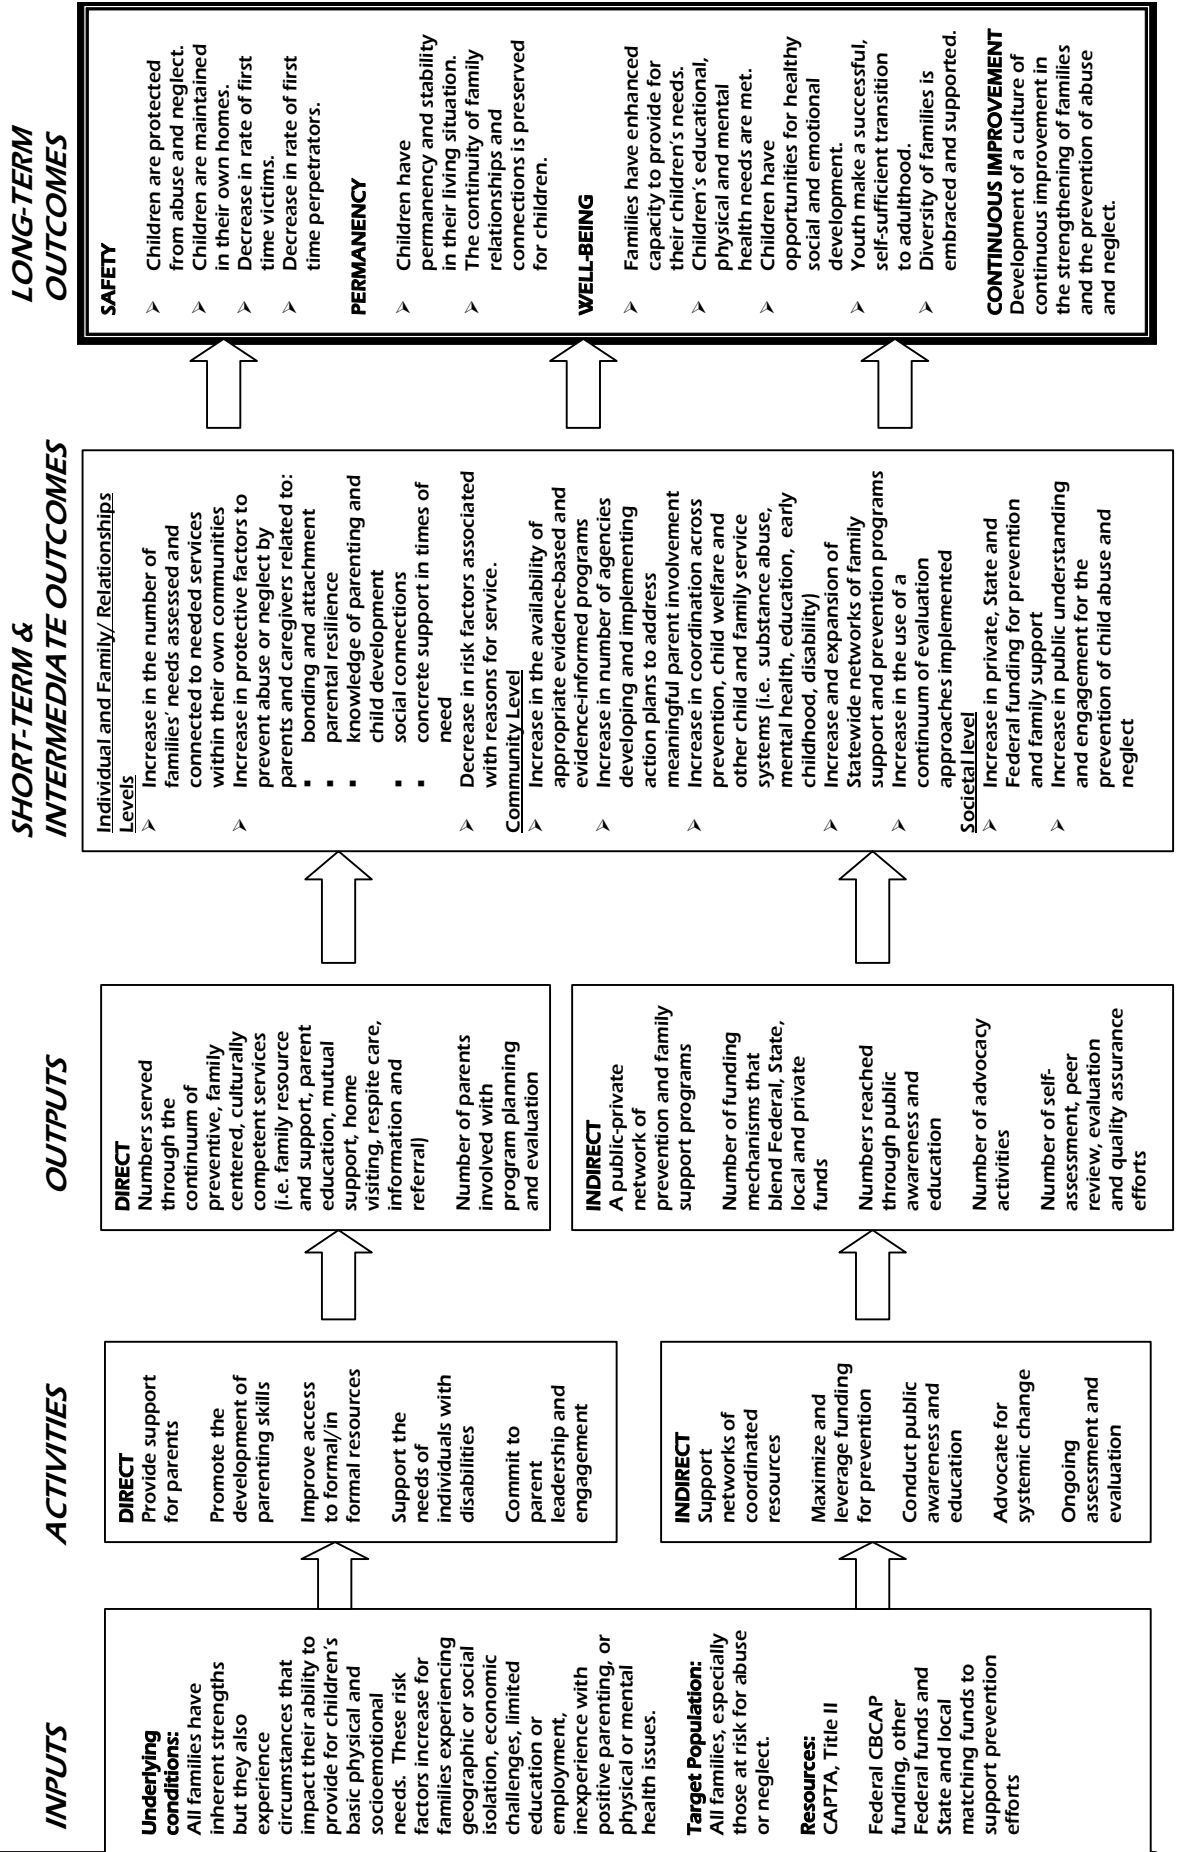 INPUTS
Underlying
conditions:
All families have
inherent strengths
but they also
experience
circumstances that
impact their ability to
provide for children's
basic physical and
socioemotional
needs. These risk
factors increase for
families experiencing
geographic or social
isolation, economic
challenges, limited
education or
employment,
inexperience with
positive parenting, or
physical or mental
health issues.
Target Population:
All families, especially
those at risk for abuse
or neglect.
Resources:
CAPTA, Title II
Federal CBCAP
funding, other
Federal funds and
State and local
matching funds to
support prevention
efforts
ACTIVITIES
DIRECT
Provide support
for parents
Promote the
development of
parenting skills
Improve access
to formal/in
formal resources
Support the
needs of
individuals with
disabilities
Commit to
parent
leadership and
engagement
INDIRECT
Support
networks of
coordinated
resources
Maximize and
leverage funding
for prevention
Conduct public
awareness and
education
Advocate for
systemic change
Ongoing
assessment and
evaluation
OUTPUTS
DIRECT
Numbers served
through the
continuum of
preventive, family
centered, culturally
competent services
(i.e. family resource
and support, parent
education, mutual
support, home
visiting, respite care,
information and
referral)
Number of parents
involved with
program planning
and evaluation
INDIRECT
A public-private
network of
prevention and family
support programs
Number of funding
mechanisms that
blend Federal, State,
local and private
funds
Numbers reached
through public
awareness and
education
Number of advocacy
activities
Number of self-
assessment, peer
review, evaluation
and quality assurance
efforts
SHORT-TERM &
INTERMEDIATE OUTCOMES
Individual and Family/ Relationships
Levels
➢ Increase in the number of
families' needs assessed and
connected to needed services
within their own communities
➢ Increase in protective factors to
prevent abuse or neglect by
parents and caregivers related to:
▪ bonding and attachment
▪ parental resilience
▪ knowledge of parenting and
child development
▪ social connections
▪ concrete support in times of
need
➢ Decrease in risk factors associated
with reasons for service.
Community Level
➢ Increase in the availability of
appropriate evidence-based and
evidence-informed programs
➢ Increase in number of agencies
developing and implementing
action plans to address
meaningful parent involvement
➢ Increase in coordination across
prevention, child welfare and
other child and family service
systems (i.e. substance abuse,
mental health, education, early
childhood, disability)
➢ Increase and expansion of
Statewide networks of family
support and prevention programs
➢ Increase in the use of a
continuum of evaluation
approaches implemented
Societal level
➢ Increase in private, State and
Federal funding for prevention
and family support
➢ Increase in public understanding
and engagement for the
prevention of child abuse and
neglect
LONG-TERM
OUTCOMES
SAFETY
➢ Children are protected
from abuse and neglect.
➢ Children are maintained
in their own homes.
➢ Decrease in rate of first
time victims.
➢ Decrease in rate of first
time perpetrators.
PERMANENCY
➢ Children have
permanency and stability
in their living situation.
➢ The continuity of family
relationships and
connections is preserved
for children.
WELL-BEING
➢ Families have enhanced
capacity to provide for
their children's needs.
➢ Children's educational,
physical and mental
health needs are met.
➢ Children have
opportunities for healthy
social and emotional
development.
➢ Youth make a successful,
self-sufficient transition
to adulthood.
➢ Diversity of families is
embraced and supported.
CONTINUOUS IMPROVEMENT
Development of a culture of
continuous improvement in
the strengthening of families
and the prevention of abuse
and neglect.